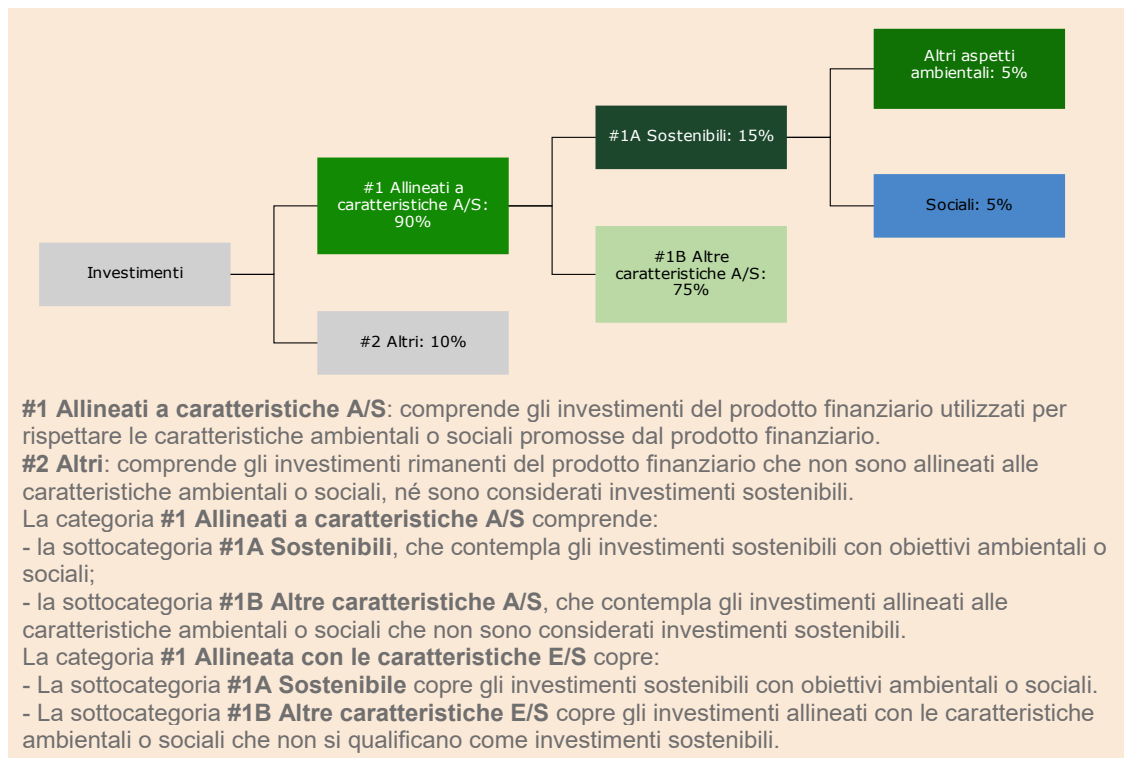 Altri aspetti
ambientali: 5%
#1A Sostenibili: 15%
#1 Allineati a
caratteristiche A/S:
90%
Sociali: 5%
#1B Altre
caratteristiche A/S:
75%
Investimenti
#2 Altri: 10%
#1 Allineati a caratteristiche A/S: comprende gli investimenti del prodotto finanziario utilizzati per
rispettare le caratteristiche ambientali o sociali promosse dal prodotto finanziario.
#2 Altri: comprende gli investimenti rimanenti del prodotto finanziario che non sono allineati alle
caratteristiche ambientali o sociali, né sono considerati investimenti sostenibili.
La categoria #1 Allineati a caratteristiche A/S comprende:
- la sottocategoria #1A Sostenibili, che contempla gli investimenti sostenibili con obiettivi ambientali o
sociali;
- la sottocategoria #1B Altre caratteristiche A/S, che contempla gli investimenti allineati alle
caratteristiche ambientali o sociali che non sono considerati investimenti sostenibili.
La categoria #1 Allineata con le caratteristiche E/S copre:
- La sottocategoria #1A Sostenibile copre gli investimenti sostenibili con obiettivi ambientali o sociali.
- La sottocategoria #1B Altre caratteristiche E/S copre gli investimenti allineati con le caratteristiche
ambientali o sociali che non si qualificano come investimenti sostenibili.